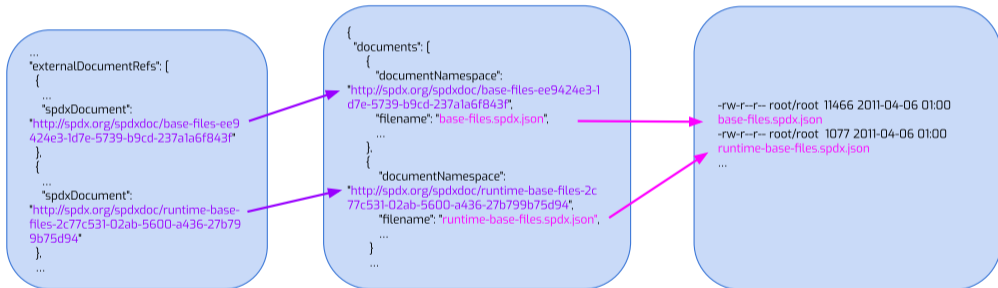 ...
"externalDocumentRefs": [
{
...
"spdxDocument":
"http://spdx.org/spdxdoc/base-files-ee9
424e3-1d7e-5739-b9cd-237a1a6f843f"
},
{
...
"spdxDocument":
"http://spdx.org/spdxdoc/runtime-base-
files-2c77c531-02ab-5600-a436-27b79
9b75d94"
},
...
{
"documents": [
{
"documentNamespace":
"http://spdx.org/spdxdoc/base-files-ee9424e3-1
d7e-5739-b9cd-237a1a6f843f",
"filename": "base-files.spdx.json",
...
},
{
"documentNamespace":
"http://spdx.org/spdxdoc/runtime-base-files-2c
77c531-02ab-5600-a436-27b799b75d94",
"filename": "runtime-base-files.spdx.json",
...
}
...
-rw-r--r-- root/root 11466 2011-04-06 01:00
base-files.spdx.json
-rw-r--r-- root/root 1077 2011-04-06 01:00
runtime-base-files.spdx.json
...